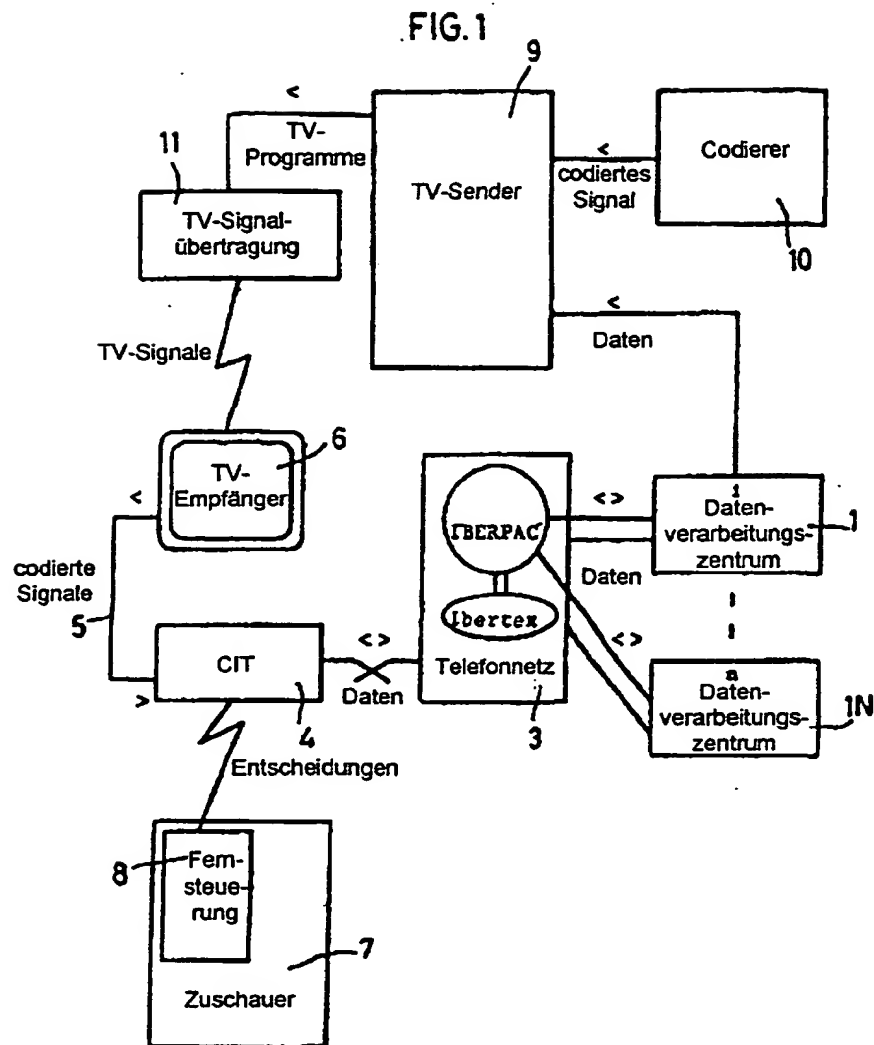 FIG. 1
9
<
TV-
Programme
11
TV-Signal-
übertragung
TV-Sender
<
codiertes
Signal
Codierer
10
<
Daten
TV-Signale
6
TV-
Empfänger
<
codierte
Signale
5
>
CIT
4
<>
Daten
IBERPAC
Ibertex
Telefonnetz
3
<>
Daten
<>
1
Daten-
verarbeitungs-
zentrum
1
n
Daten-
verarbeitungs-
zentrum
1N
Entscheidungen
8
Fern-
steue-
rung
7
Zuschauer